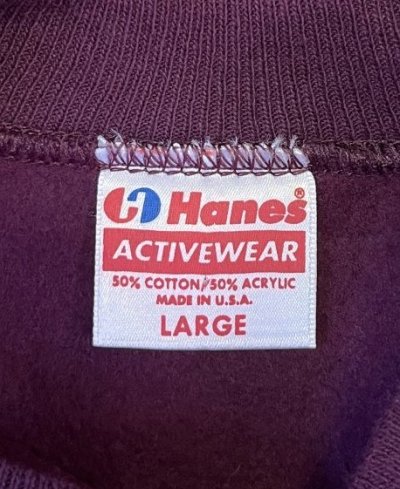 Hanes®
ACTIVEWEAR
50% COTTON/50% ACRYLIC
MADE IN U.S.A.
LARGE